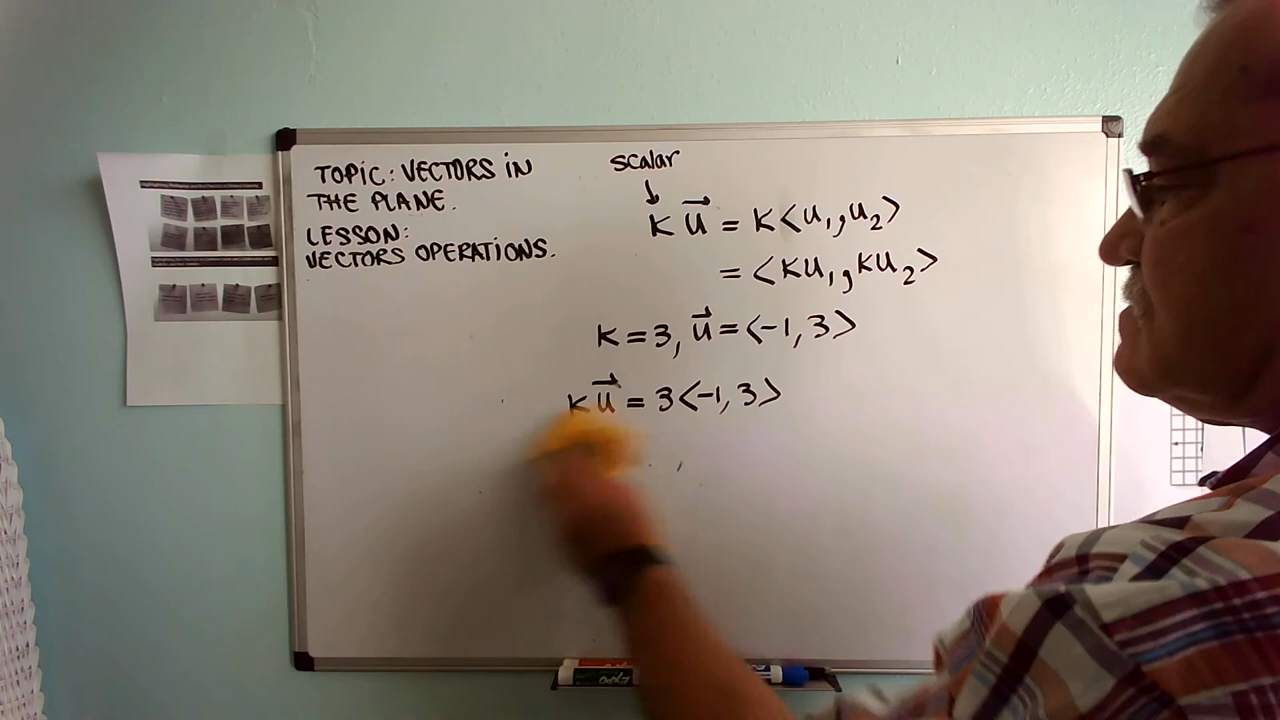 TOPIC: VECTORS IN
THE PLANE.
LESSON:
VECTORS OPERATIONS.
scalar
↓
K u⃗ = K<u₁, u₂>
= <Ku₁, Ku₂>
K = 3, u⃗ = <-1, 3>
K u⃗ = 3<-1, 3>
expo